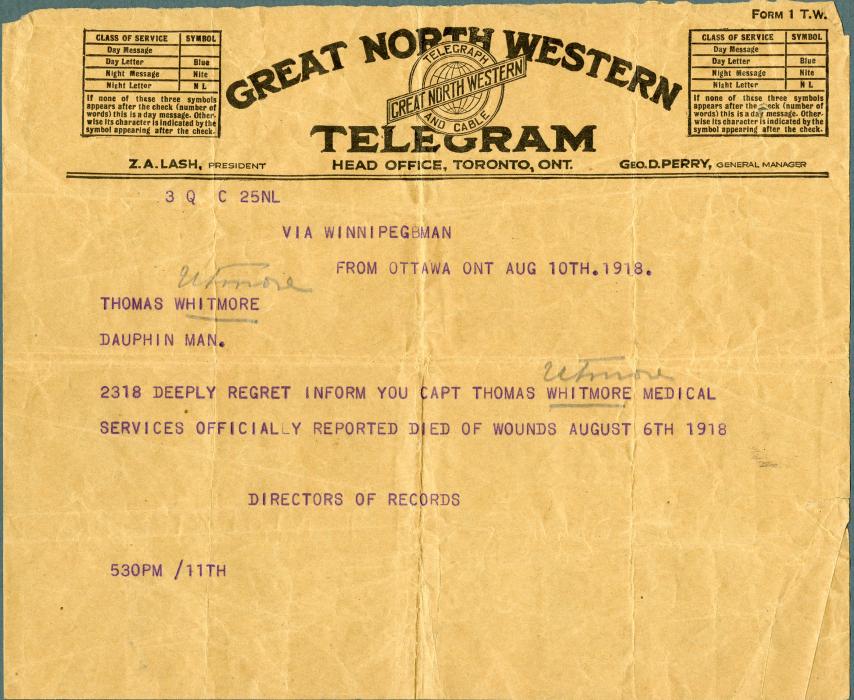 FORM 1 T.W.
CLASS OF SERVICE SYMBOL
Day Message
Day Letter Blue
Night Message Nite
Night Letter N L
If none of these three symbols
appears after the check (number of
words) this is a day message. Other-
wise its character is indicated by the
symbol appearing after the check.
GREAT NORTH WESTERN
TELEGRAPH
GREAT NORTH WESTERN
AND CABLE
TELEGRAM
CLASS OF SERVICE SYMBOL
Day Message
Day Letter Blue
Night Message Nite
Night Letter N L
If none of these three symbols
appears after the check (number of
words) this is a day message. Other-
wise its character is indicated by the
symbol appearing after the check.
Z.A. LASH, PRESIDENT HEAD OFFICE, TORONTO, ONT. GEO. D. PERRY, GENERAL MANAGER
3 Q C 25NL
VIA WINNIPEGBMAN
FROM OTTAWA ONT AUG 10TH.1918.
Utmore
THOMAS WHITMORE
DAUPHIN MAN.
Utmore
2318 DEEPLY REGRET INFORM YOU CAPT THOMAS WHITMORE MEDICAL
SERVICES OFFICIALLY REPORTED DIED OF WOUNDS AUGUST 6TH 1918
DIRECTORS OF RECORDS
530PM /11TH